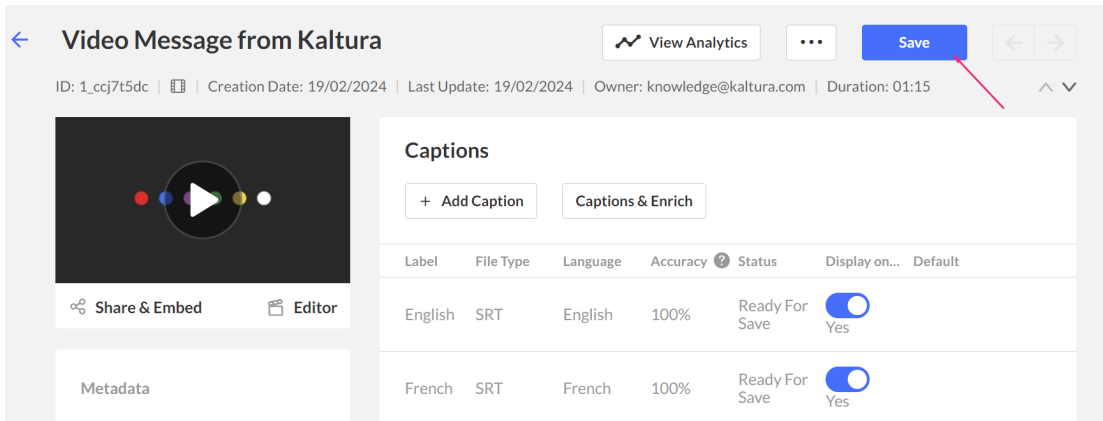 Video Message from Kaltura
View Analytics
Save
ID: 1_ccj7t5dc | Creation Date: 19/02/2024 | Last Update: 19/02/2024 | Owner: knowledge@kaltura.com | Duration: 01:15
Captions
+ Add Caption
Captions & Enrich
Label File Type Language Accuracy ? Status Display on... Default
English SRT English 100% Ready For
Save
Yes
French SRT French 100% Ready For
Save
Yes
Share & Embed
Editor
Metadata